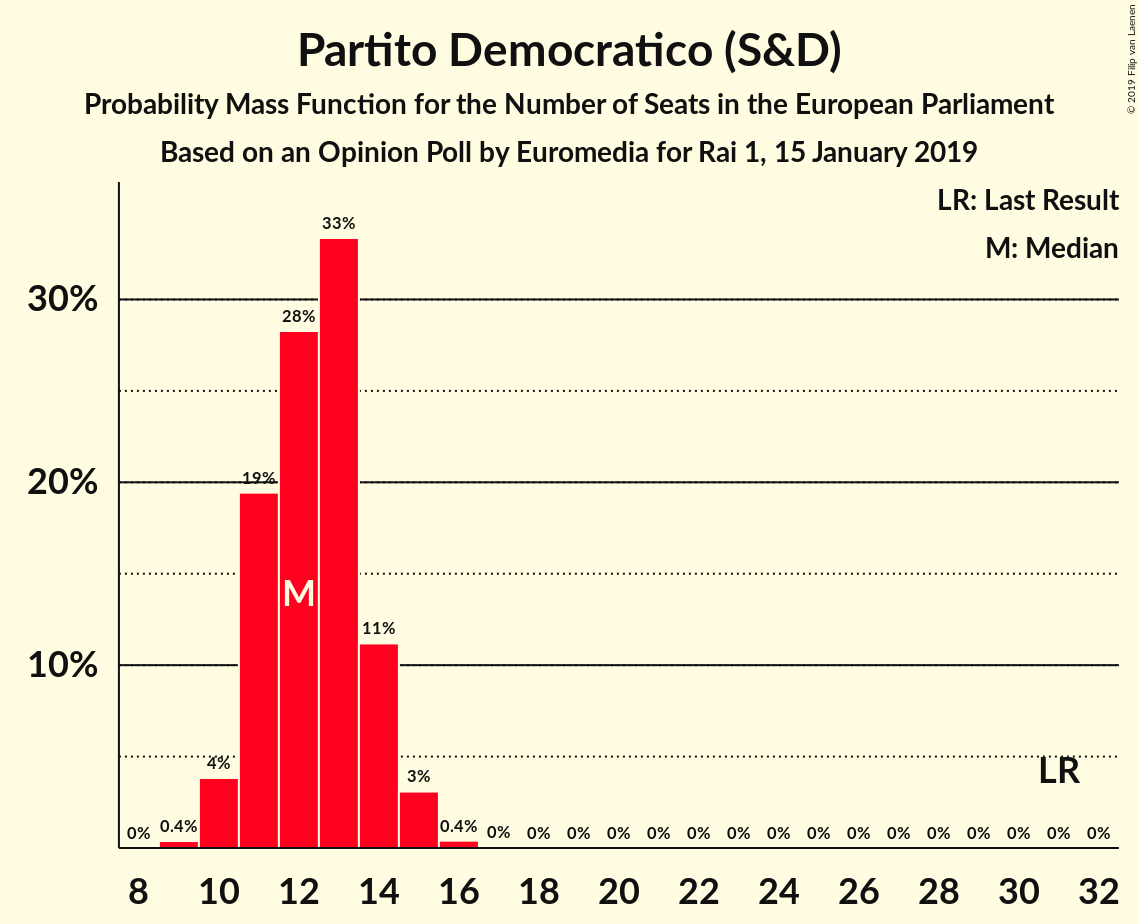 Partito Democratico (S&D)
Probability Mass Function for the Number of Seats in the European Parliament
Based on an Opinion Poll by Euromedia for Rai 1, 15 January 2019
© 2019 Filip van Laenen
LR: Last Result
M: Median
30%
20%
10%
0% 0.4% 4% 19% 28% 33% 11% 3% 0.4% 0% 0% 0% 0% 0% 0% 0% 0% 0% 0% 0% 0% 0% 0% 0% 0%
M
LR
8 10 12 14 16 18 20 22 24 26 28 30 32